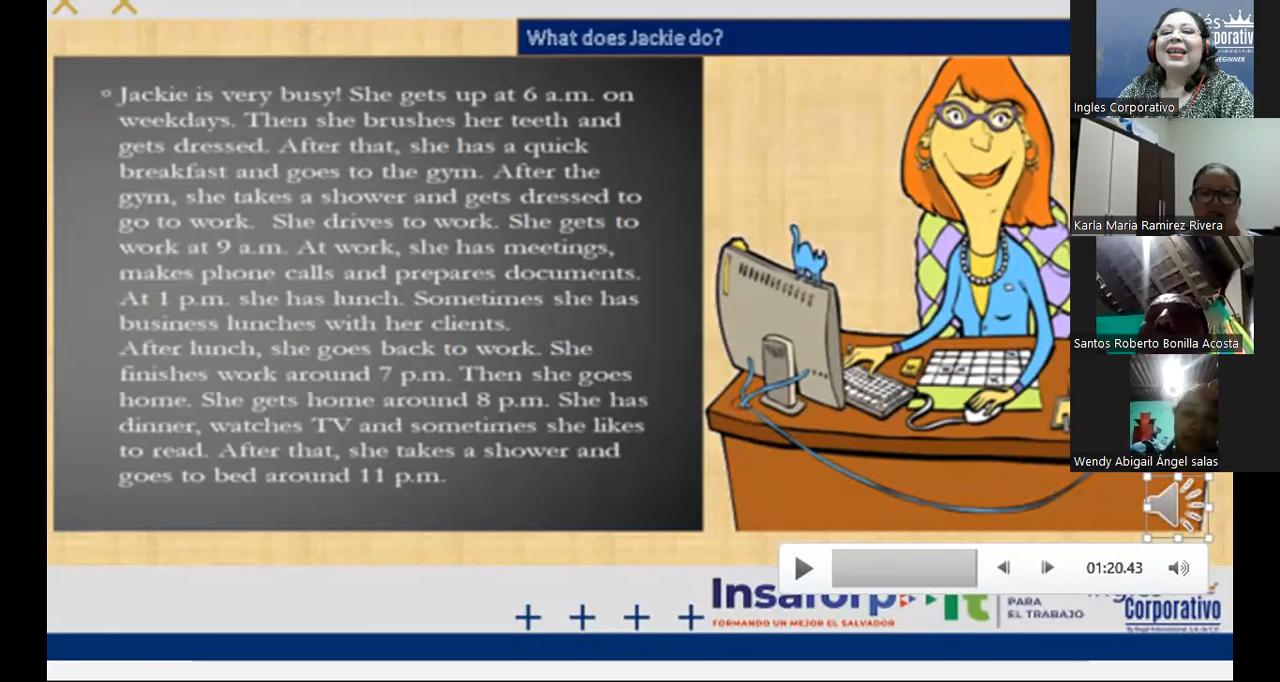 What does Jackie do?
Jackie is very busy! She gets up at 6 a.m. on
weekdays. Then she brushes her teeth and
gets dressed. After that, she has a quick
breakfast and goes to the gym. After the
gym, she takes a shower and gets dressed to
go to work. She drives to work. She gets to
work at 9 a.m. At work, she has meetings,
makes phone calls and prepares documents.
At 1 p.m. she has lunch. Sometimes she has
business lunches with her clients.
After lunch, she goes back to work. She
finishes work around 7 p.m. Then she goes
home. She gets home around 8 p.m. She has
dinner, watches TV and sometimes she likes
to read. After that, she takes a shower and
goes to bed around 11 p.m.
Ingles Corporativo
Karla Maria Ramirez Rivera
Santos Roberto Bonilla Acosta
Wendy Abigail Ángel salas
01:20.43
Insaforp
FORMANDO UN MEJOR EL SALVADOR
PARA
EL TRABAJO
Corporativo